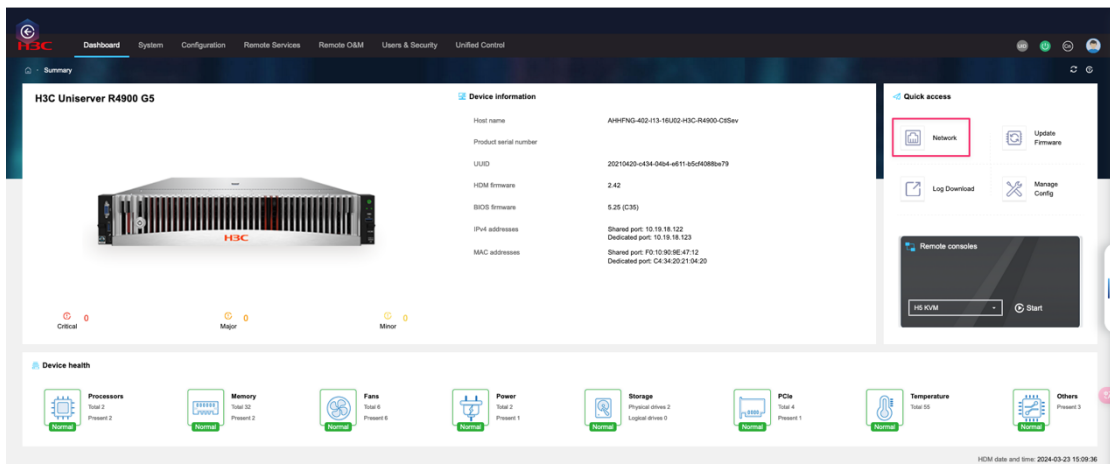 H3C
Dashboard
System
Configuration
Remote Services
Remote O&M
Users & Security
Unified Control
UID
Summary
H3C Uniserver R4900 G5
H3C
Critical
0
Major
0
Minor
0
Device information
Host name
AHHFNG-402-I13-16U02-H3C-R4900-CtlSev
Product serial number
UUID
20210420-c434-04b4-e611-b5cf4088be79
HDM firmware
2.42
BIOS firmware
5.25 (C35)
IPv4 addresses
Shared port: 10.19.18.122
Dedicated port: 10.19.18.123
MAC addresses
Shared port: F0:10:90:9E:47:12
Dedicated port: C4:34:20:21:04:20
Quick access
Network
Update
Firmware
Log Download
Manage
Config
Remote consoles
H5 KVM
Start
Device health
Processors
Total 2
Present 2
Normal
Memory
Total 32
Present 2
Normal
Fans
Total 6
Present 6
Normal
Power
Total 2
Present 1
Normal
Storage
Physical drives 2
Logical drives 0
Normal
PCIe
Total 4
Present 1
Normal
Temperature
Total 55
Normal
Others
Present 3
Normal
HDM date and time: 2024-03-23 15:09:36